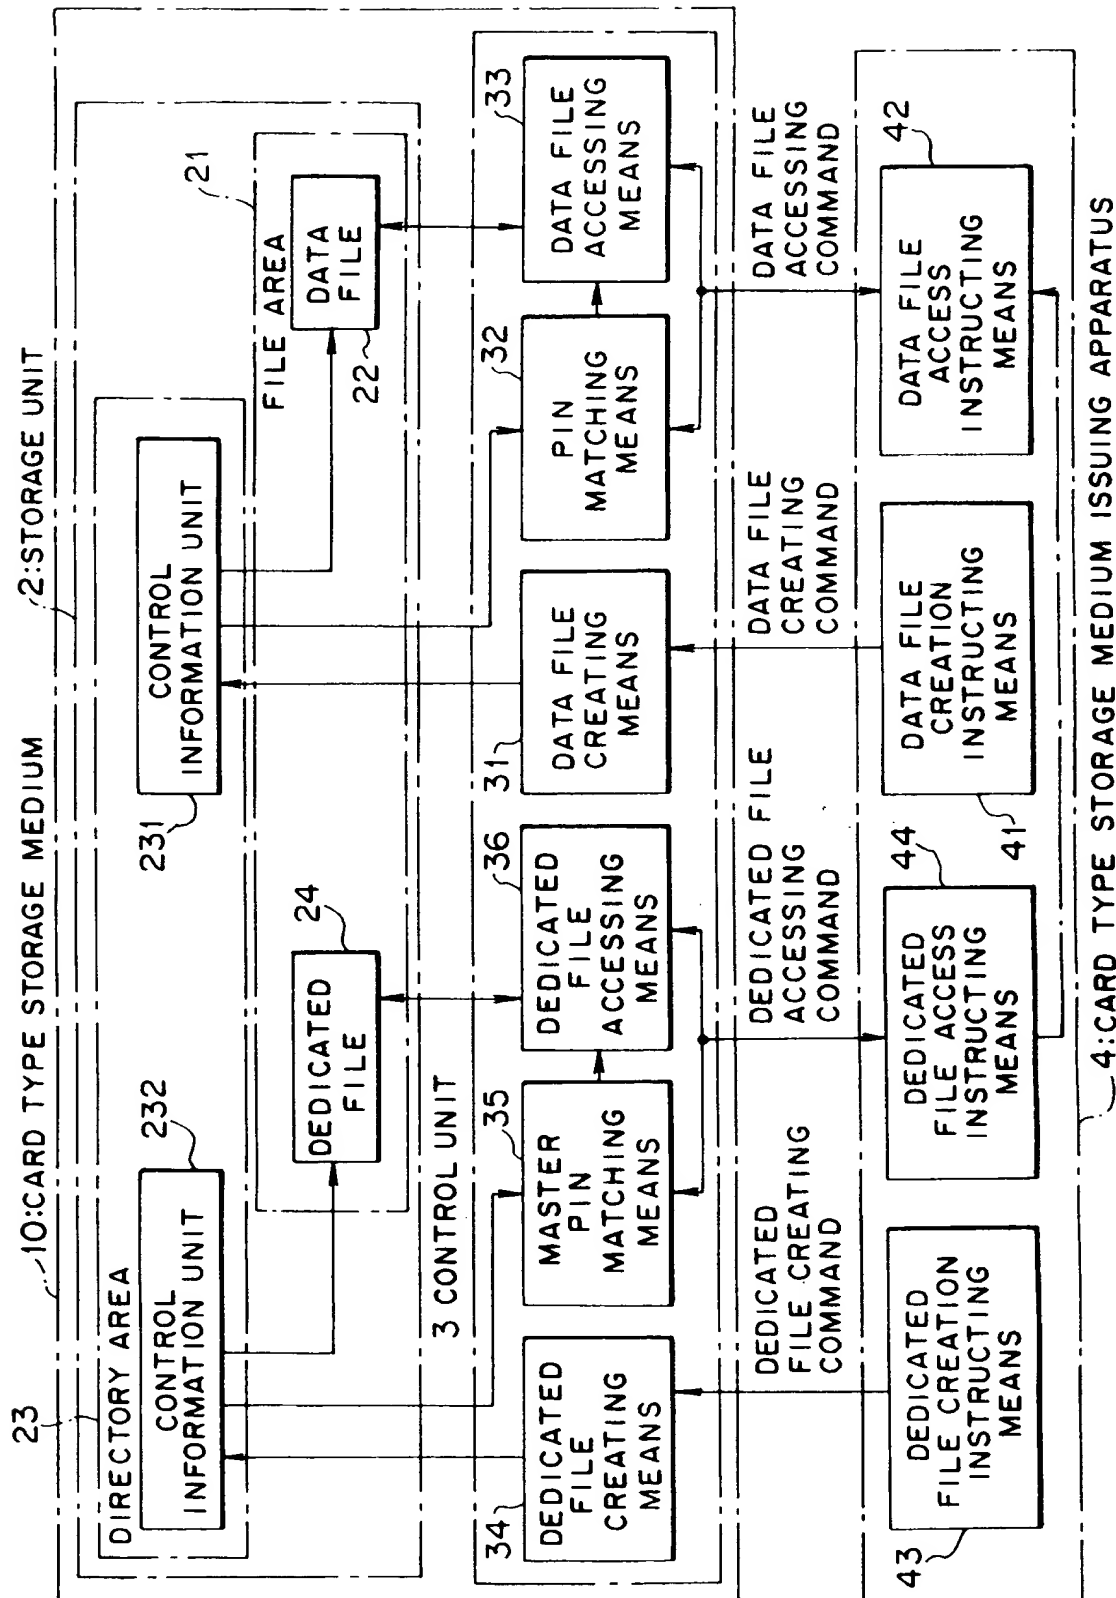 10:CARD TYPE STORAGE MEDIUM
2:STORAGE UNIT
23
DIRECTORY AREA
232
CONTROL
INFORMATION UNIT
231
CONTROL
INFORMATION UNIT
21
FILE AREA
24
DEDICATED
FILE
22
DATA
FILE
3 CONTROL UNIT
34
DEDICATED
FILE
CREATING
MEANS
35
MASTER
PIN
MATCHING
MEANS
36
DEDICATED
FILE
ACCESSING
MEANS
31
DATA FILE
CREATING
MEANS
32
PIN
MATCHING
MEANS
33
DATA FILE
ACCESSING
MEANS
DEDICATED
FILE CREATING
COMMAND
DEDICATED FILE
ACCESSING
COMMAND
DATA FILE
CREATING
COMMAND
DATA FILE
ACCESSING
COMMAND
43
DEDICATED
FILE CREATION
INSTRUCTING
MEANS
44
DEDICATED
FILE ACCESS
INSTRUCTING
MEANS
41
DATA FILE
CREATION
INSTRUCTING
MEANS
42
DATA FILE
ACCESS
INSTRUCTING
MEANS
4:CARD TYPE STORAGE MEDIUM ISSUING APPARATUS